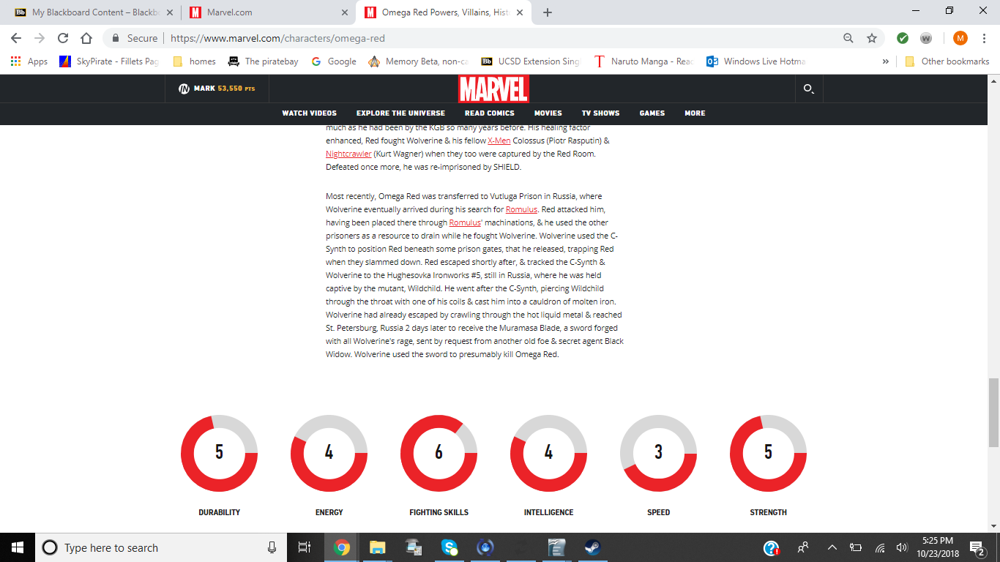 My Blackboard Content – Blackb
Marvel.com
Omega Red Powers, Villains, Hist
Secure
https://www.marvel.com/characters/omega-red
M
Apps
SkyPirate - Fillets Pag
homes
The piratebay
Google
Memory Beta, non-ca
UCSD Extension Singl
Naruto Manga - Read
Windows Live Hotma
»
Other bookmarks
MARK 53,550 PTS
MARVEL
WATCH VIDEOS
EXPLORE THE UNIVERSE
READ COMICS
MOVIES
TV SHOWS
GAMES
MORE
much as he had been by the KGB so many years before. His healing factor
enhanced, Red fought Wolverine & his fellow X-Men Colossus (Piotr Rasputin) &
Nightcrawler (Kurt Wagner) when they too were captured by the Red Room.
Defeated once more, he was re-imprisoned by SHIELD.
Most recently, Omega Red was transferred to Vutluga Prison in Russia, where
Wolverine eventually arrived during his search for Romulus. Red attacked him,
having been placed there through Romulus' machinations, & he used the other
prisoners as a resource to drain while he fought Wolverine. Wolverine used the C-
Synth to position Red beneath some prison gates, that he released, trapping Red
when they slammed down. Red escaped shortly after, & tracked the C-Synth &
Wolverine to the Hughesovka Ironworks #5, still in Russia, where he was held
captive by the mutant, Wildchild. He went after the C-Synth, piercing Wildchild
through the throat with one of his coils & cast him into a cauldron of molten iron.
Wolverine had already escaped by crawling through the hot liquid metal & reached
St. Petersburg, Russia 2 days later to receive the Muramasa Blade, a sword forged
with all Wolverine's rage, sent by request from another old foe & secret agent Black
Widow. Wolverine used the sword to presumably kill Omega Red.
5
4
6
4
3
5
DURABILITY
ENERGY
FIGHTING SKILLS
INTELLIGENCE
SPEED
STRENGTH
Type here to search
5:25 PM
10/23/2018
2